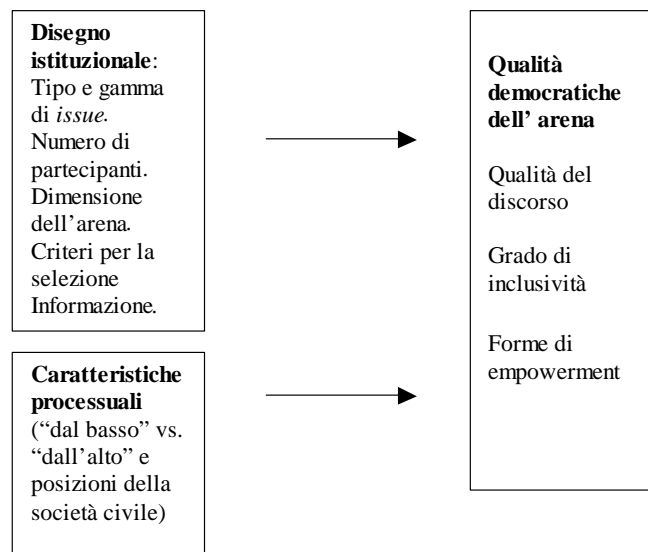 Disegno
istituzionale:
Tipo e gamma
di issue.
Numero di
partecipanti.
Dimensione
dell’arena.
Criteri per la
selezione
Informazione.
Caratteristiche
processuali
(“dal basso” vs.
“dall’alto” e
posizioni della
società civile)
Qualità
democratiche
dell’ arena
Qualità del
discorso
Grado di
inclusività
Forme di
empowerment